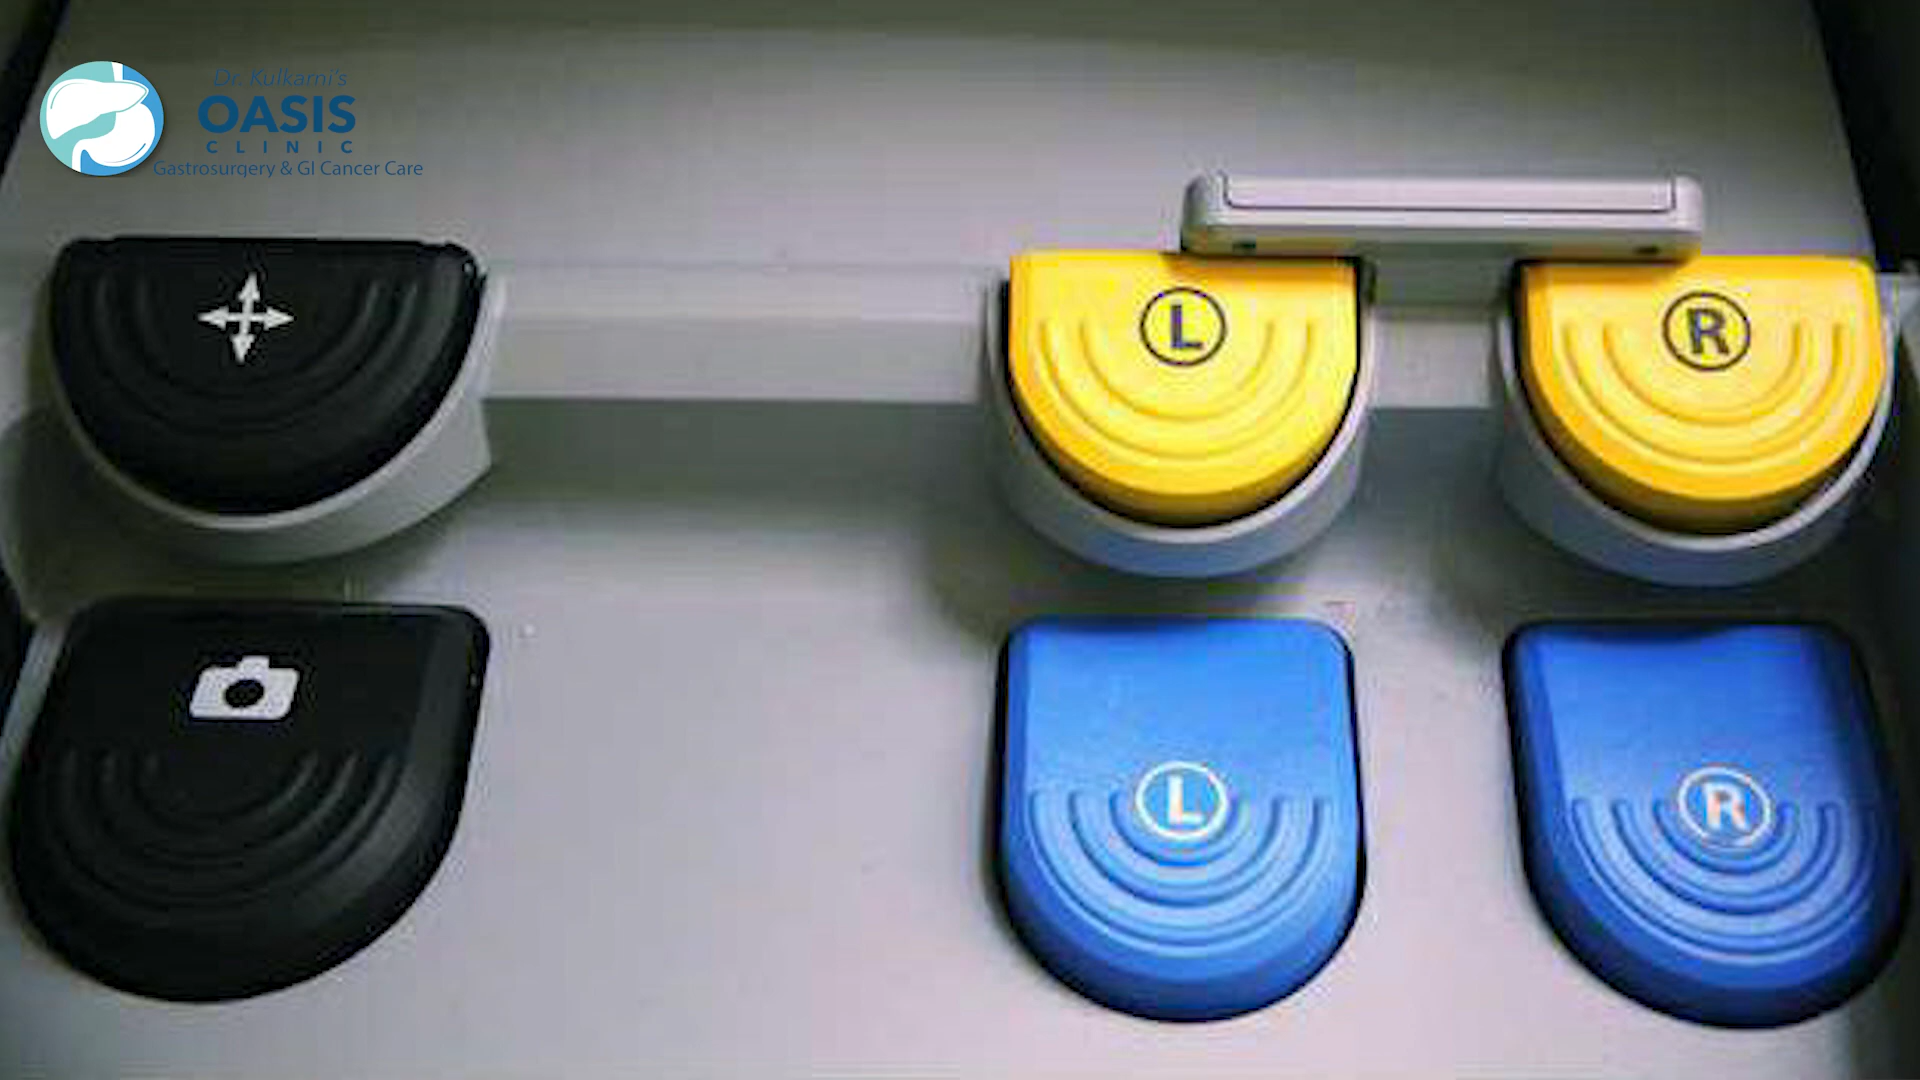 Dr. Kulkarni's
OASIS
CLINIC
Gastrosurgery & GI Cancer Care
L
R
L
R